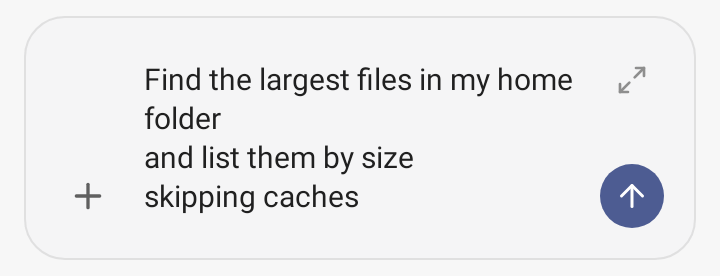 Find the largest files in my home
folder
and list them by size
skipping caches